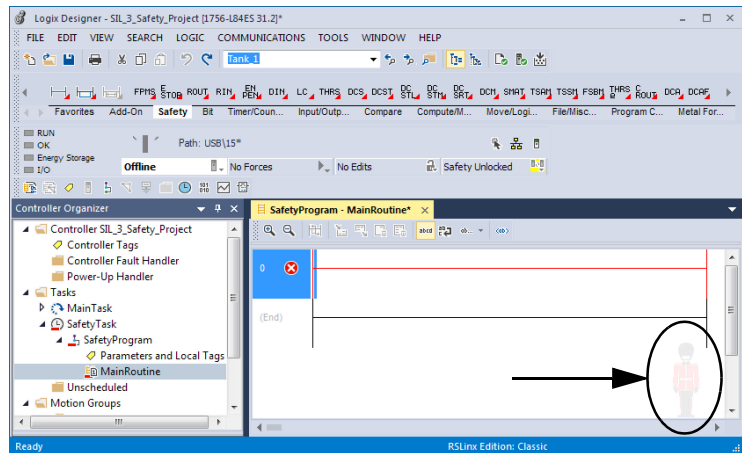 Logix Designer - SIL_3_Safety_Project [1756-L84ES 31.2]*
FILE EDIT VIEW SEARCH LOGIC COMMUNICATIONS TOOLS WINDOW HELP
Tank_1
FPMS ESTOP ROUT RIN ENPEN DIN LC THRS DCS DCST DCSTL DCSTM DCSRT DCM SMAT TSAM TSSM FSBM THRSE CROUT DCA DCAF
Favorites Add-On Safety Bit Timer/Coun... Input/Outp... Compare Compute/M... Move/Logi... File/Misc... Program C... Metal For...
RUN
OK
Energy Storage
I/O
Path: USB\15*
Offline No Forces No Edits Safety Unlocked
Controller Organizer
SafetyProgram - MainRoutine*
Controller SIL_3_Safety_Project
Controller Tags
Controller Fault Handler
Power-Up Handler
Tasks
MainTask
SafetyTask
SafetyProgram
Parameters and Local Tags
MainRoutine
Unscheduled
Motion Groups
abcd
ab...
0
(End)
Ready
RSLinx Edition: Classic